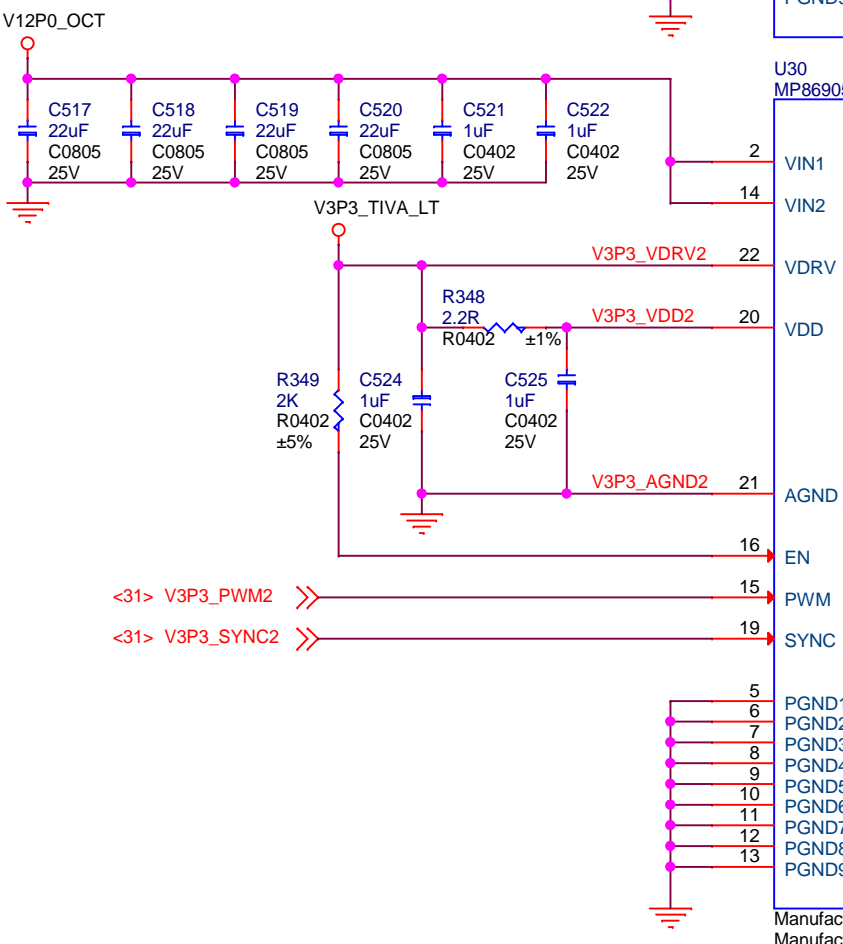 V12P0_OCT
U30
MP86905
C517
22uF
C0805
25V
C518
22uF
C0805
25V
C519
22uF
C0805
25V
C520
22uF
C0805
25V
C521
1uF
C0402
25V
C522
1uF
C0402
25V
2
VIN1
14
VIN2
V3P3_TIVA_LT
V3P3_VDRV2
22
VDRV
R348
2.2R
R0402
±1%
V3P3_VDD2
20
VDD
R349
2K
R0402
±5%
C524
1uF
C0402
25V
C525
1uF
C0402
25V
V3P3_AGND2
21
AGND
16
EN
<31> V3P3_PWM2
15
PWM
<31> V3P3_SYNC2
19
SYNC
5
PGND1
6
PGND2
7
PGND3
8
PGND4
9
PGND5
10
PGND6
11
PGND7
12
PGND8
13
PGND9
Manufac
Manufac